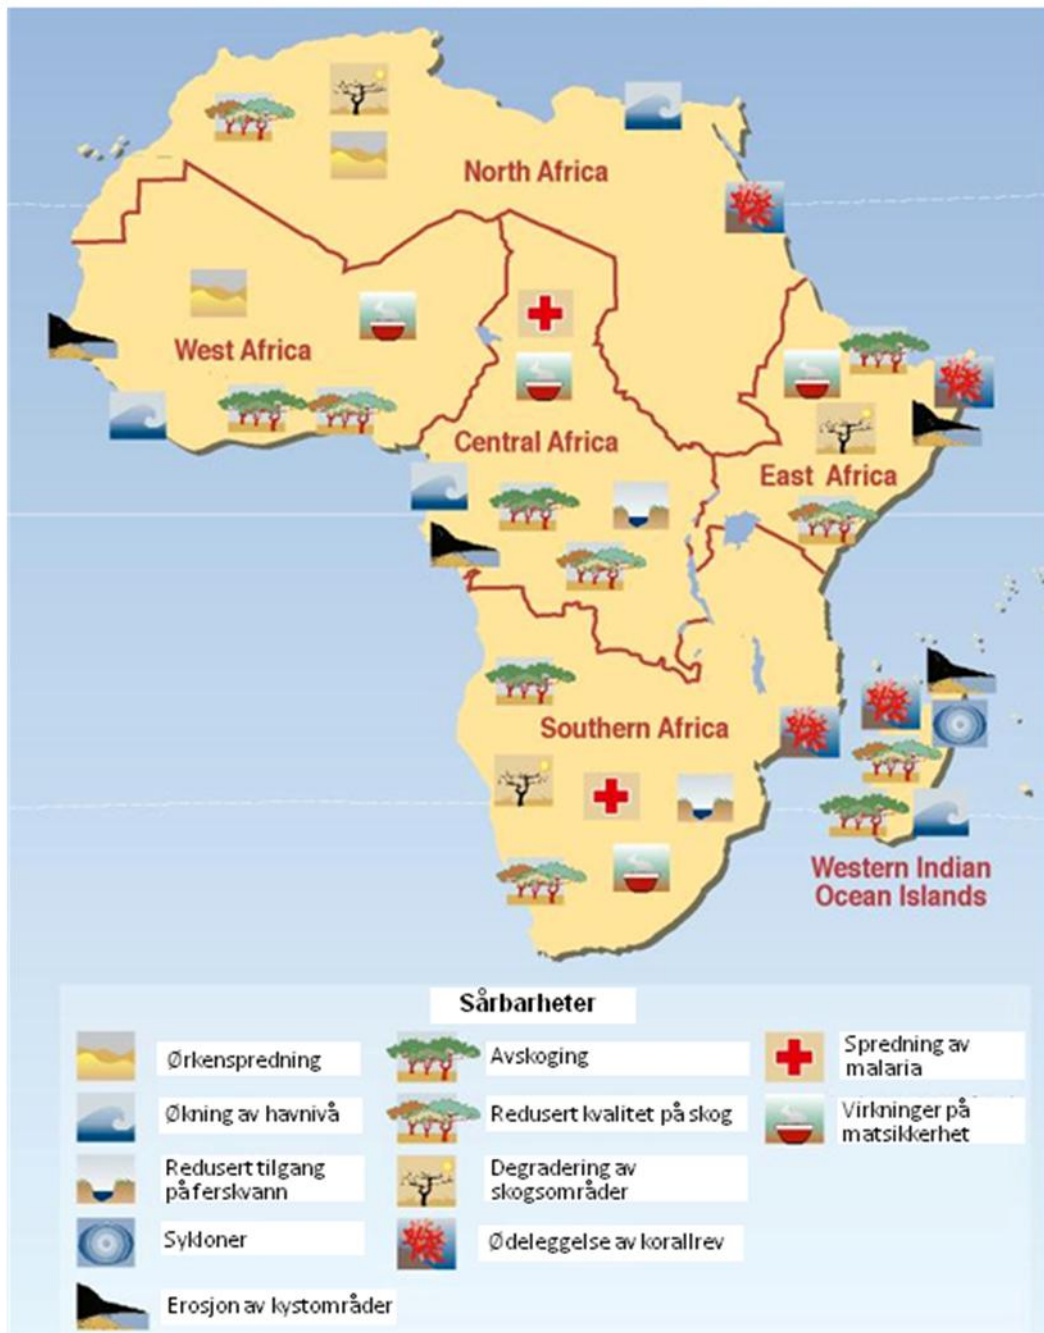 North Africa
West Africa
Central Africa
East Africa
Southern Africa
Western Indian
Ocean Islands
Sårbarheter
Ørkenspredning
Økning av havnivå
Redusert tilgang
på ferskvann
Sykloner
Erosjon av kystområder
Avskoging
Redusert kvalitet på skog
Degradering av
skogsområder
Ødeleggelse av korallrev
Spredning av
malaria
Virkninger på
matsikkerhet